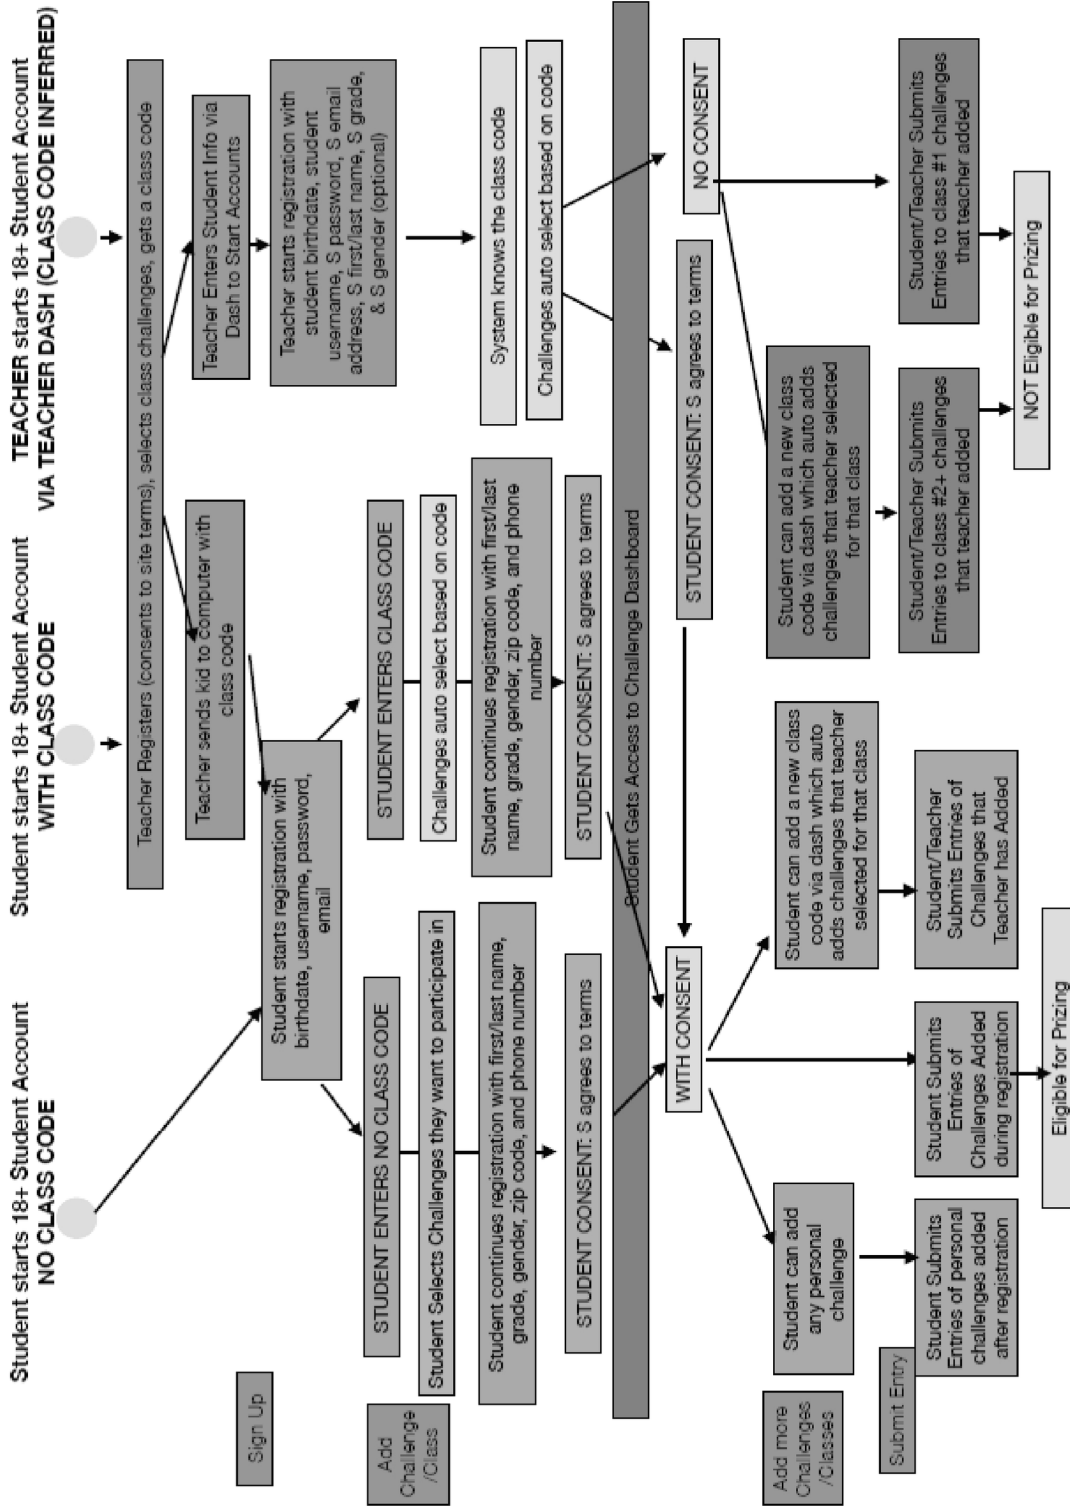 Student starts 18+ Student Account
NO CLASS CODE
Student starts 18+ Student Account
WITH CLASS CODE
TEACHER starts 18+ Student Account
VIA TEACHER DASH (CLASS CODE INFERRED)
Teacher Registers (consents to site terms), selects class challenges, gets a class code
Sign Up
Teacher sends kid to computer with
class code
Teacher Enters Student Info via
Dash to Start Accounts
Student starts registration with
birthdate, username, password,
email
Teacher starts registration with
student birthdate, student
username, S password, S email
address, S first/last name, S grade,
& S gender (optional)
Add
Challenge
/Class
STUDENT ENTERS NO CLASS CODE
Student Selects Challenges they want to participate in
Student continues registration with first/last name,
grade, gender, zip code, and phone number
STUDENT CONSENT: S agrees to terms
STUDENT ENTERS CLASS CODE
Challenges auto select based on code
Student continues registration with first/last
name, grade, gender, zip code, and phone
number
STUDENT CONSENT: S agrees to terms
System knows the class code
Challenges auto select based on code
Student Gets Access to Challenge Dashboard
WITH CONSENT
STUDENT CONSENT: S agrees to terms
NO CONSENT
Add more
Challenges
/Classes
Student can add
any personal
challenge
Student can add a new class
code via dash which auto
adds challenges that teacher
selected for that class
Student can add a new class
code via dash which auto adds
challenges that teacher selected
for that class
Submit Entry
Student Submits
Entries of personal
challenges added
after registration
Student Submits
Entries of
Challenges Added
during registration
Student/Teacher
Submits Entries of
Challenges that
Teacher has Added
Student/Teacher Submits
Entries to class #2+ challenges
that teacher added
Student/Teacher Submits
Entries to class #1 challenges
that teacher added
Eligible for Prizing
NOT Eligible for Prizing